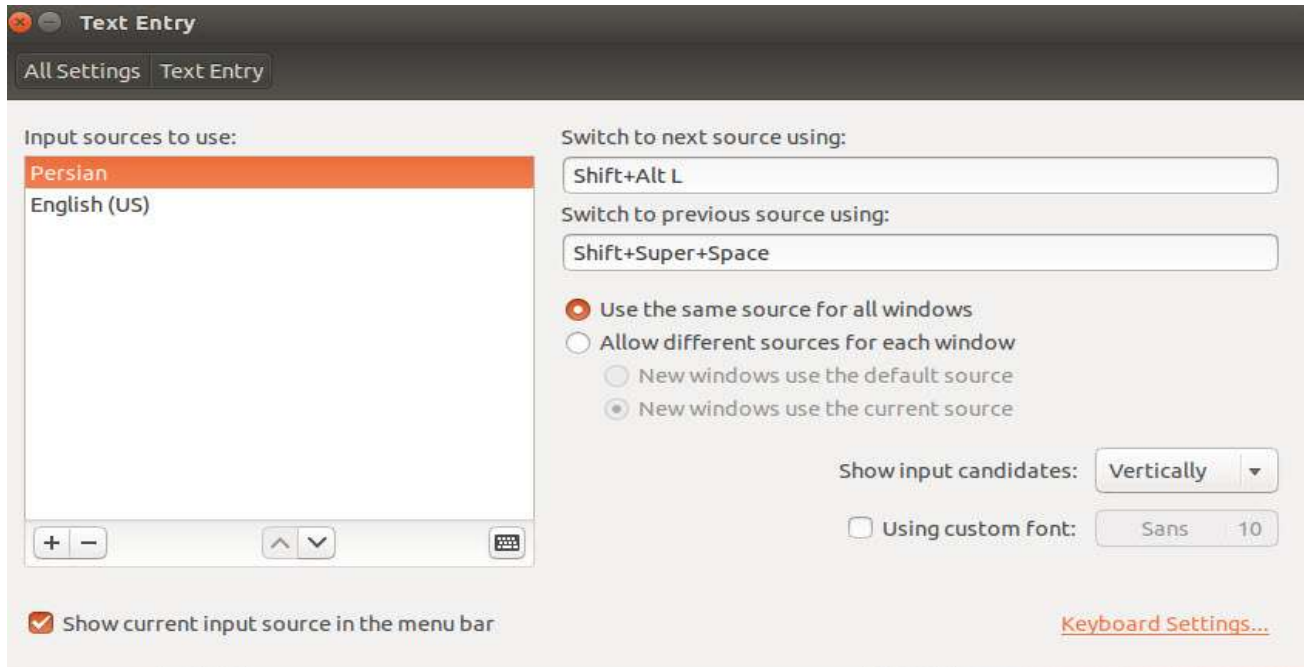 Text Entry
All Settings Text Entry
Input sources to use:
Persian
English (US)
Switch to next source using:
Shift+Alt L
Switch to previous source using:
Shift+Super+Space
Use the same source for all windows
Allow different sources for each window
New windows use the default source
New windows use the current source
Show input candidates: Vertically
Using custom font: Sans 10
Show current input source in the menu bar
Keyboard Settings...